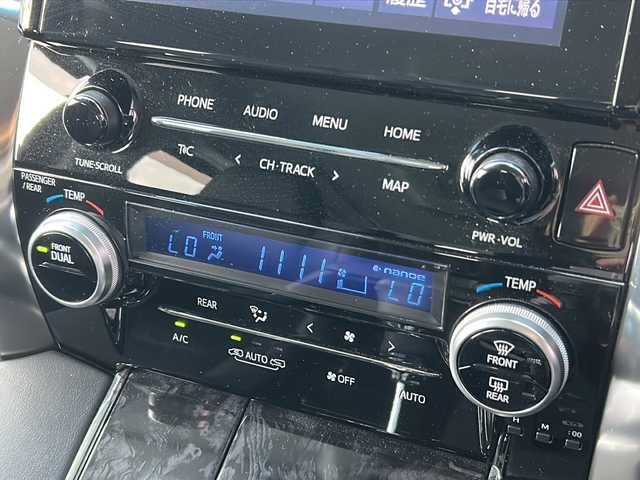 自宅に帰る
PHONE AUDIO MENU HOME
TUNE·SCROLL
T/C ‹ CH·TRACK › MAP
PWR·VOL
PASSENGER
/REAR
TEMP
FRONT
DUAL
FRONT
LO LO
nanoe
TEMP
REAR ‹ ›
A/C
AUTO
OFF
AUTO
FRONT
REAR
H M :00